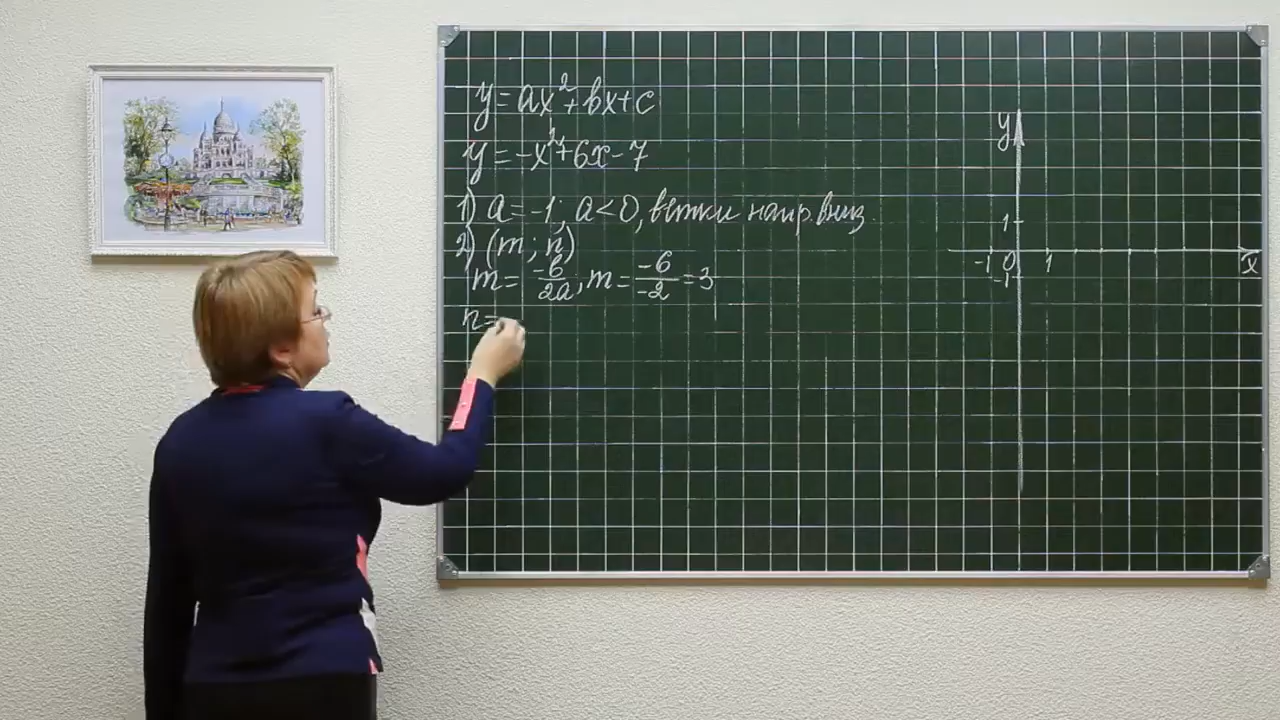 y = ax² + bx + c
y = -x² + 6x - 7
1) a = -1; a < 0, ветки напр. вниз
2) (m; n)
m = -b/2a; m = -6/-2 = 3
n =
y
1
-1 0 1 x
-1